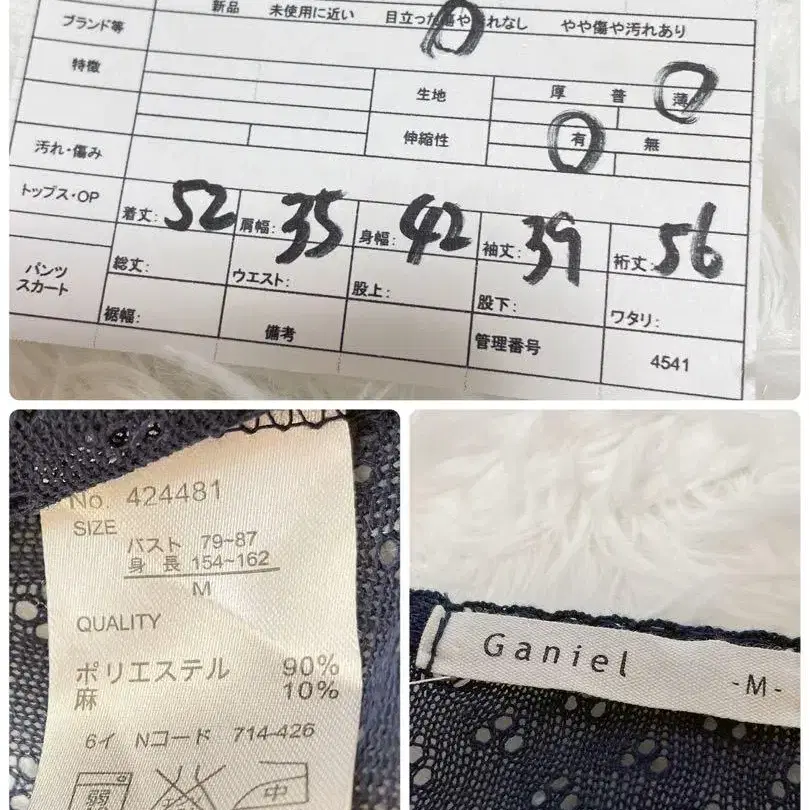 新品 未使用に近い 目立った傷や汚れなし やや傷や汚れあり
ブランド等
特徴
生地 厚 普 薄
伸縮性 有 無
汚れ・傷み
トップス・OP
着丈: 52 肩幅: 35 身幅: 42 袖丈: 39 裄丈: 56
パンツ
スカート
総丈: ウエスト: 股上: 股下: ワタリ:
裾幅: 備考 管理番号 4541
No. 424481
SIZE
バスト 79~87
身 長 154~162
M
QUALITY
ポリエステル 90%
麻 10%
6イ Nコード 714-426
弱
中
Ganiel
-M-